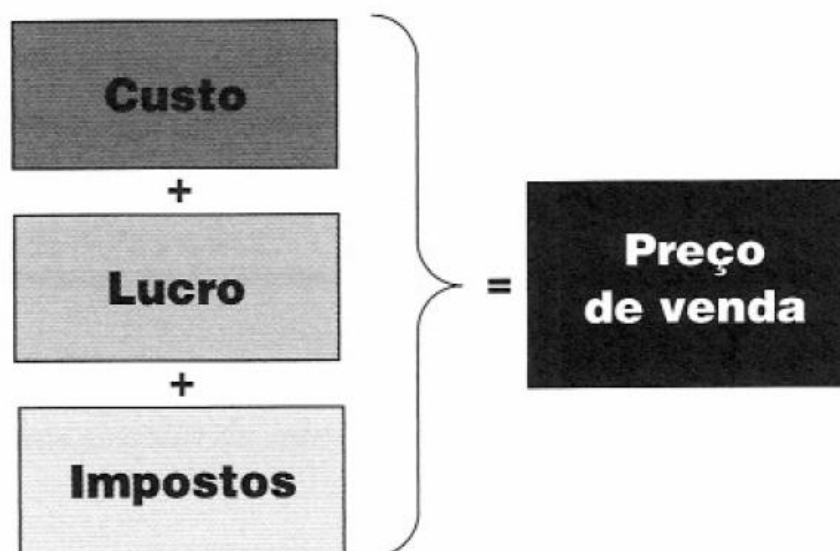 Custo
+
Lucro
+
Impostos
=
Preço
de venda